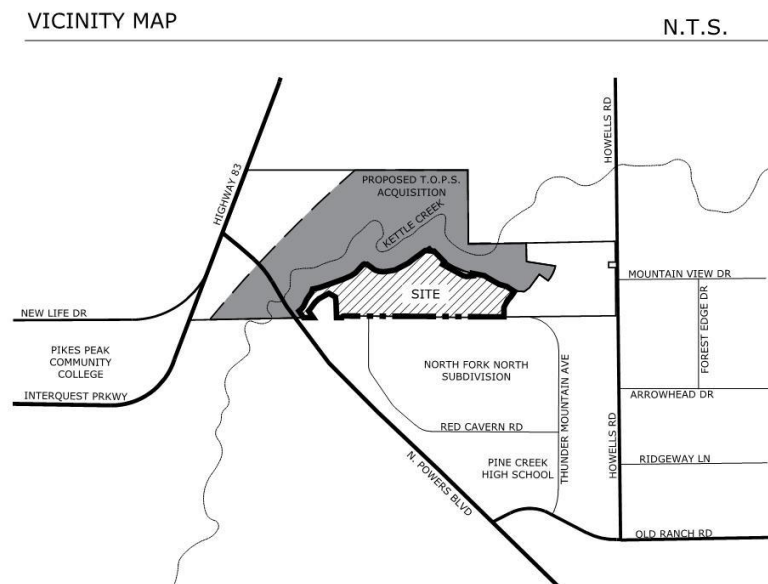 VICINITY MAP
N.T.S.
HOWELLS RD
HIGHWAY 83
PROPOSED T.O.P.S.
ACQUISITION
KETTLE CREEK
MOUNTAIN VIEW DR
SITE
NEW LIFE DR
FOREST EDGE DR
PIKES PEAK
COMMUNITY
COLLEGE
NORTH FORK NORTH
SUBDIVISION
THUNDER MOUNTAIN AVE
INTERQUEST PRKWY
ARROWHEAD DR
RED CAVERN RD
HOWELLS RD
N. POWERS BLVD
PINE CREEK
HIGH SCHOOL
RIDGEWAY LN
OLD RANCH RD